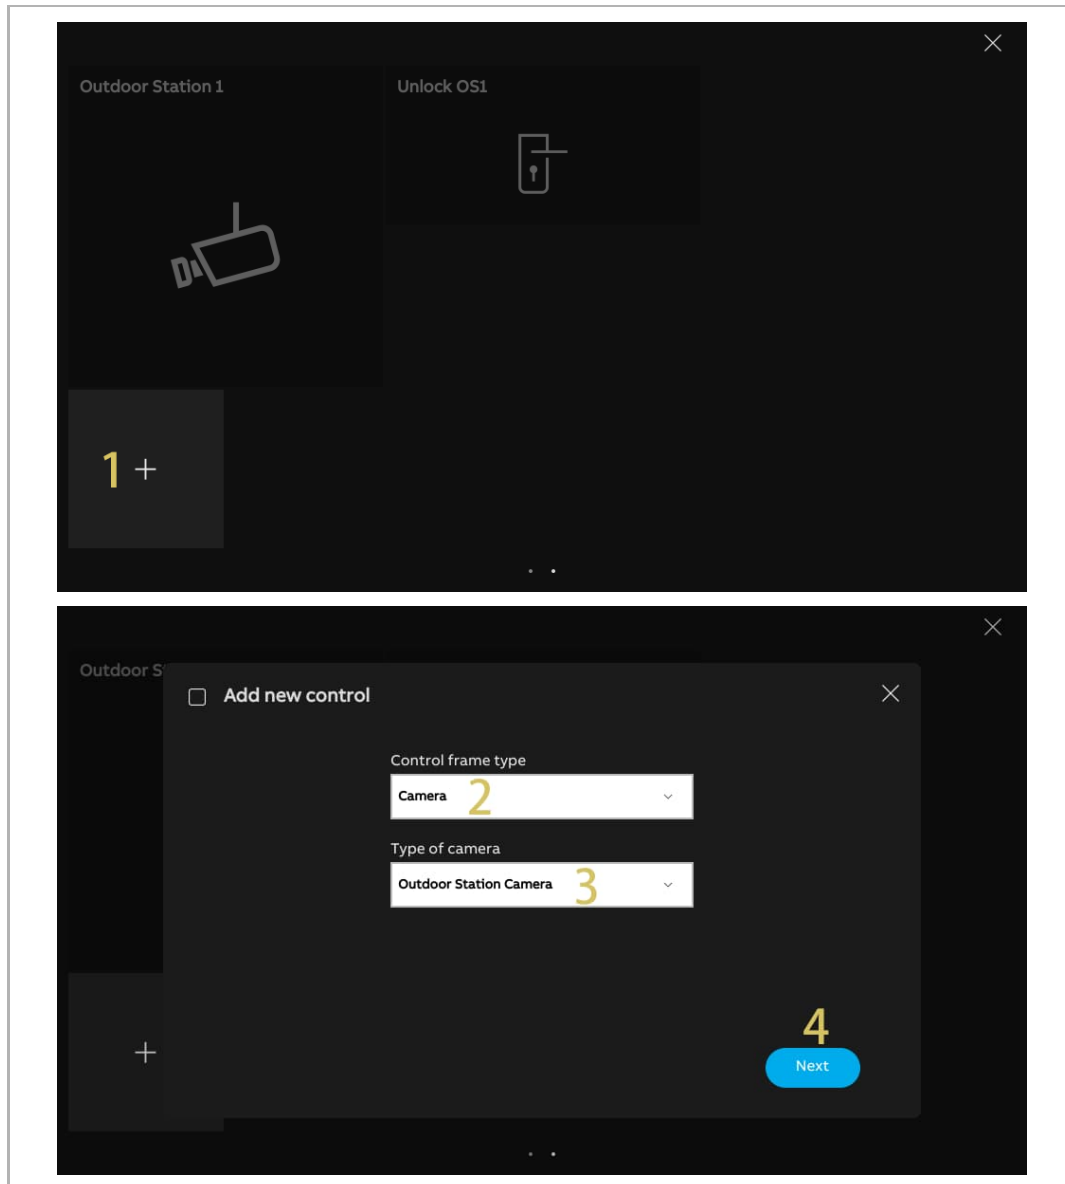 Outdoor Station 1
Unlock OS1
1
Outdoor S
Add new control
Control frame type
Camera 2
Type of camera
Outdoor Station Camera 3
4
Next